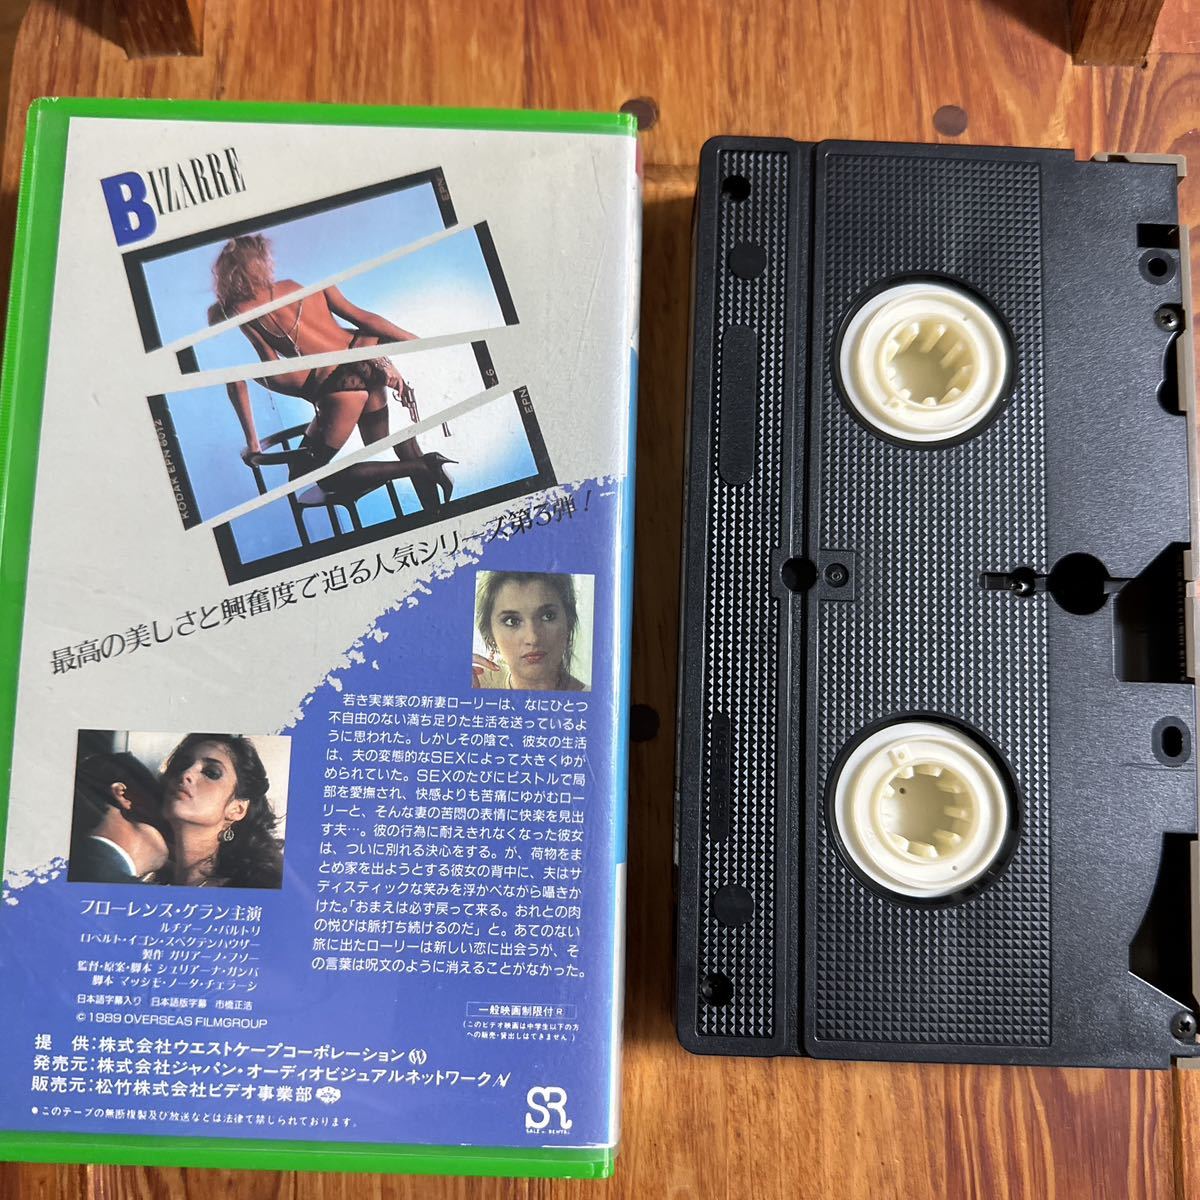 BIZARRE
EPN
6
EPN
KODAK EPN 6012
最高の美しさと興奮度で迫る人気シリーズ第3弾!
若き実業家の新妻ローリーは、なにひとつ
不自由のない満ち足りた生活を送っているよ
うに思われた。しかしその陰で、彼女の生活
は、夫の変態的なSEXによって大きくゆが
められていた。SEXのたびにピストルで局
部を愛撫され、快感よりも苦痛にゆがむロー
リーと、そんな妻の苦悶の表情に快楽を見出
す夫…。彼の行為に耐えきれなくなった彼女
は、ついに別れる決心をする。が、荷物をま
とめ家を出ようとする彼女の背中に、夫はサ
ディスティックな笑みを浮かべながら囁きか
けた。「おまえは必ず戻って来る。おれとの肉
の悦びは脈打ち続けるのだ」と。あてのない
旅に出たローリーは新しい恋に出会うが、そ
の言葉は呪文のように消えることがなかった。
フローレンス・ゲラン主演
ルチアーノ・バルトリ
ロベルト・イゴン・スペクテンハウザー
製作 ガリアーノ・フソー
監督・原案・脚本 ジュリアーナ・ガンバ
脚本 マッシモ・ノータ・チェラーシ
日本語字幕入り 日本語版字幕 市橋正浩
©1989 OVERSEAS FILMGROUP
一般映画制限付 R
(このビデオ映画は中学生以下の方
への販売・貸出しはできません)
提 供:株式会社ウエストケープコーポレーション
発売元:株式会社ジャパン・オーディオビジュアルネットワーク
販売元:松竹株式会社ビデオ事業部
●このテープの無断複製及び放送などは法律で禁じられております。
SR
SALE & RENTAL